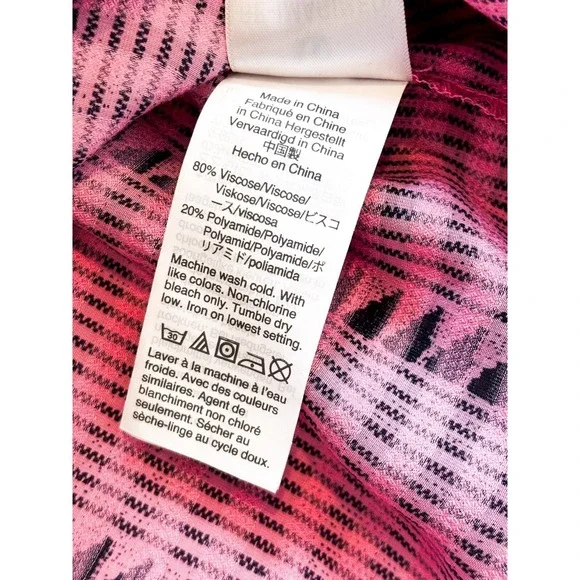 Made in China
Fabriqué en Chine
in China Hergestellt
Vervaardigd in China
中国製
Hecho en China
80% Viscose/Viscose/
Viskose/Viscose/ビスコ
ース/viscosa
20% Polyamide/Polyamide/
Polyamid/Polyamide/ポ
リアミド/poliamida
Machine wash cold. With
like colors. Non-chlorine
bleach only. Tumble dry
low. Iron on lowest setting.
30
Laver à la machine à l'eau
froide. Avec des couleurs
similaires. Agent de
blanchiment non chloré
seulement. Sécher au
sèche-linge au cycle doux.